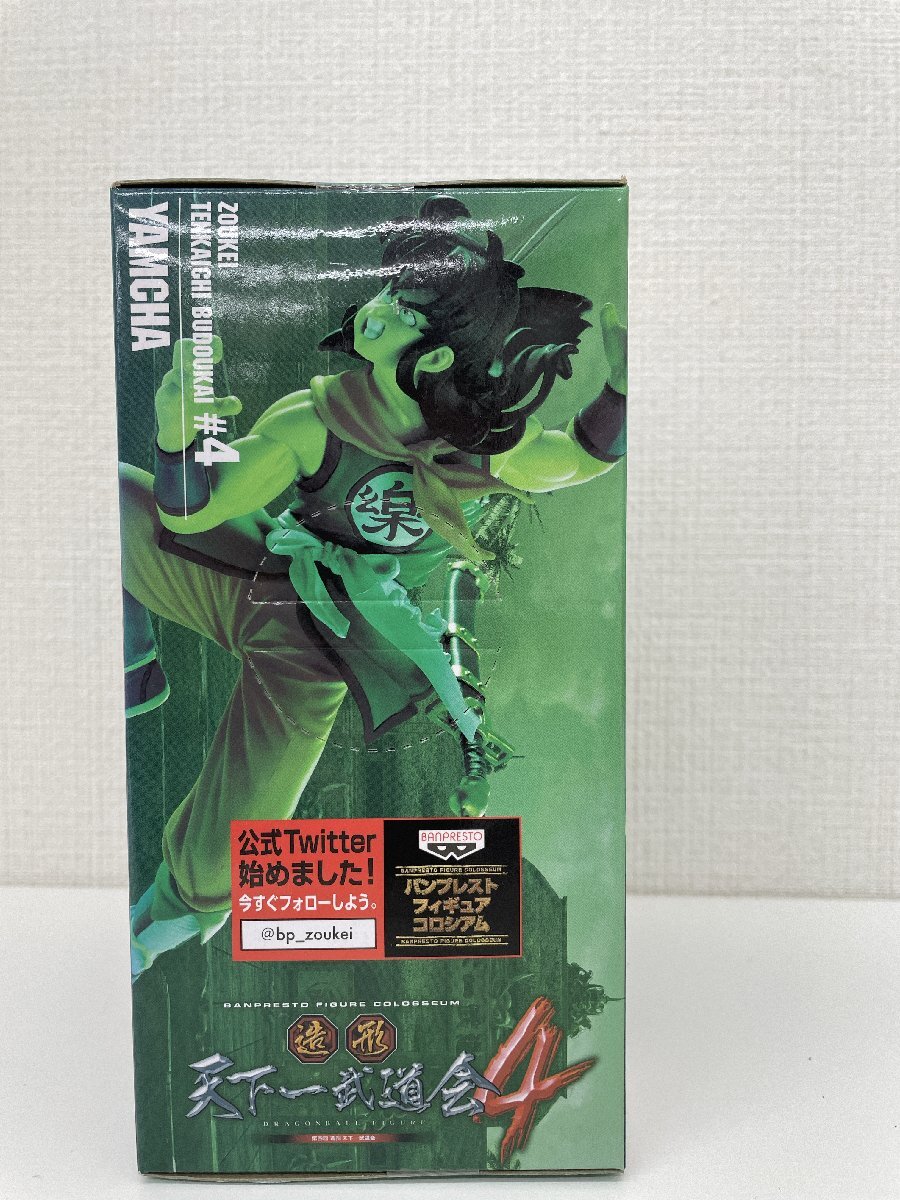 ZOUKEI
TENKAICHI BUDOUKAI #4
YAMCHA
樂
公式Twitter
始めました!
今すぐフォローしよう。
@bp_zoukei
BANPRESTO
BANPRESTO FIGURE COLOSSEUM
バンプレスト
フィギュア
コロシアム
BANPRESTO FIGURE COLOSSEUM
BANPRESTO FIGURE COLOSSEUM
造形
天下一武道会4
DRAGONBALL FIGURE